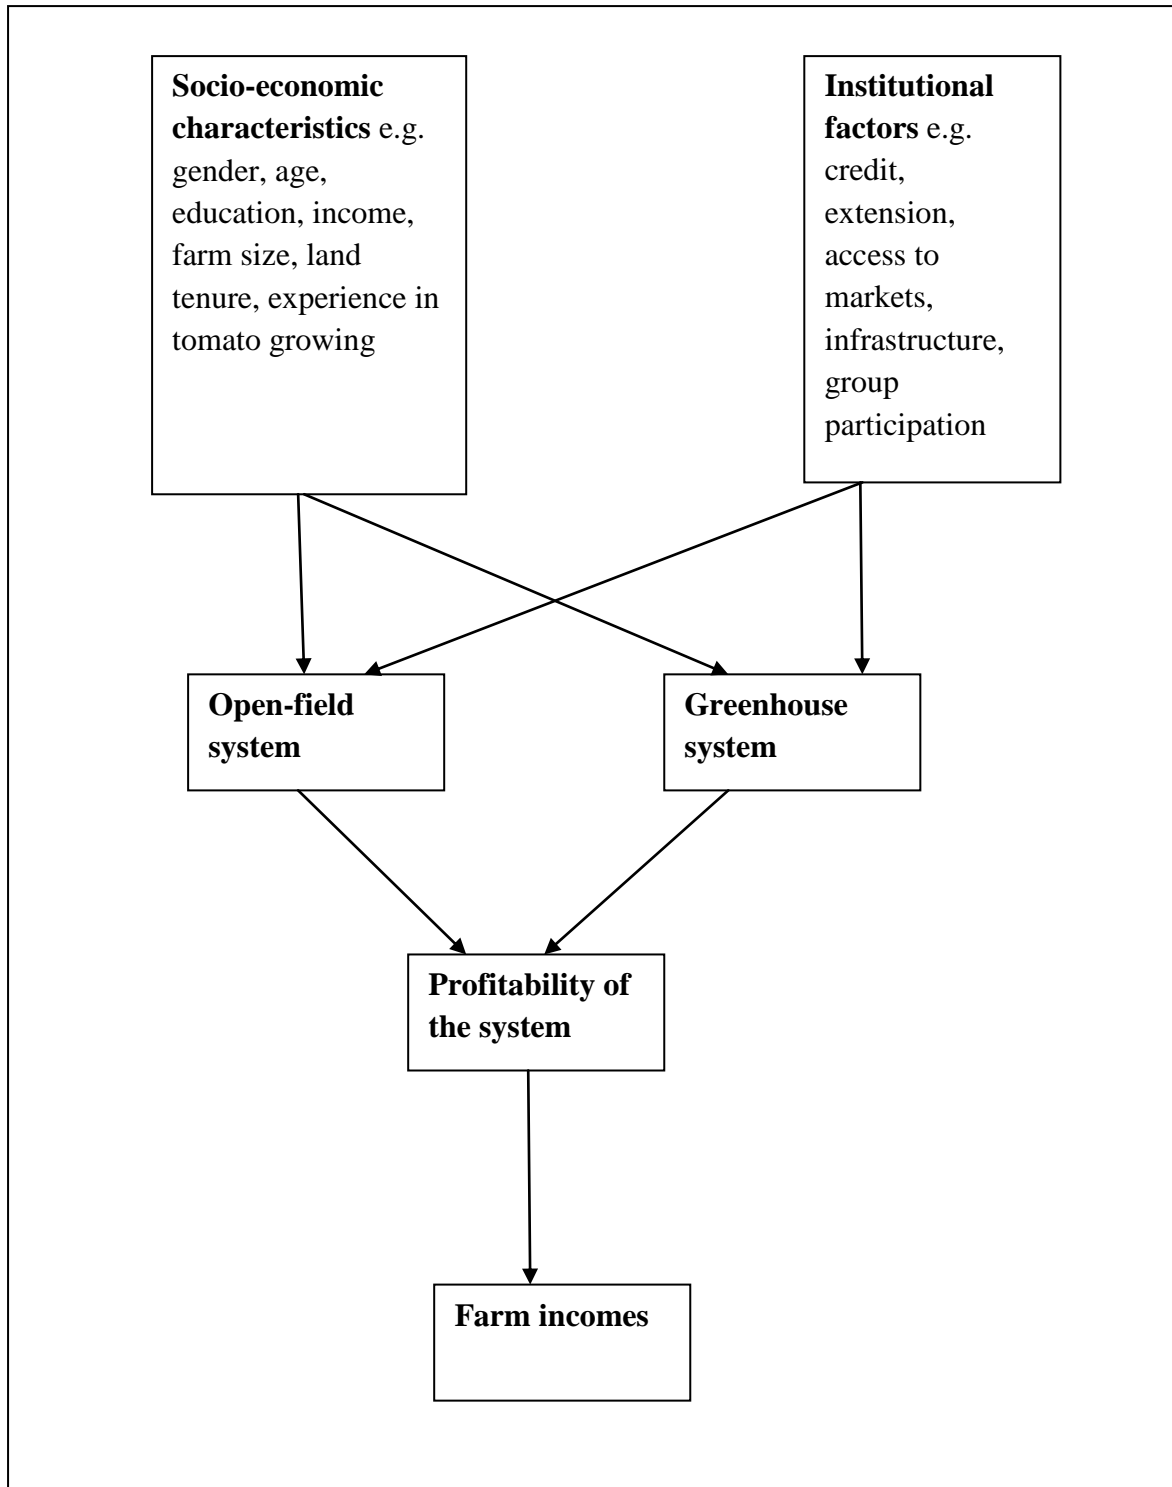 Socio-economic
characteristics e.g.
gender, age,
education, income,
farm size, land
tenure, experience in
tomato growing
Institutional
factors e.g.
credit,
extension,
access to
markets,
infrastructure,
group
participation
Open-field
system
Greenhouse
system
Profitability of
the system
Farm incomes